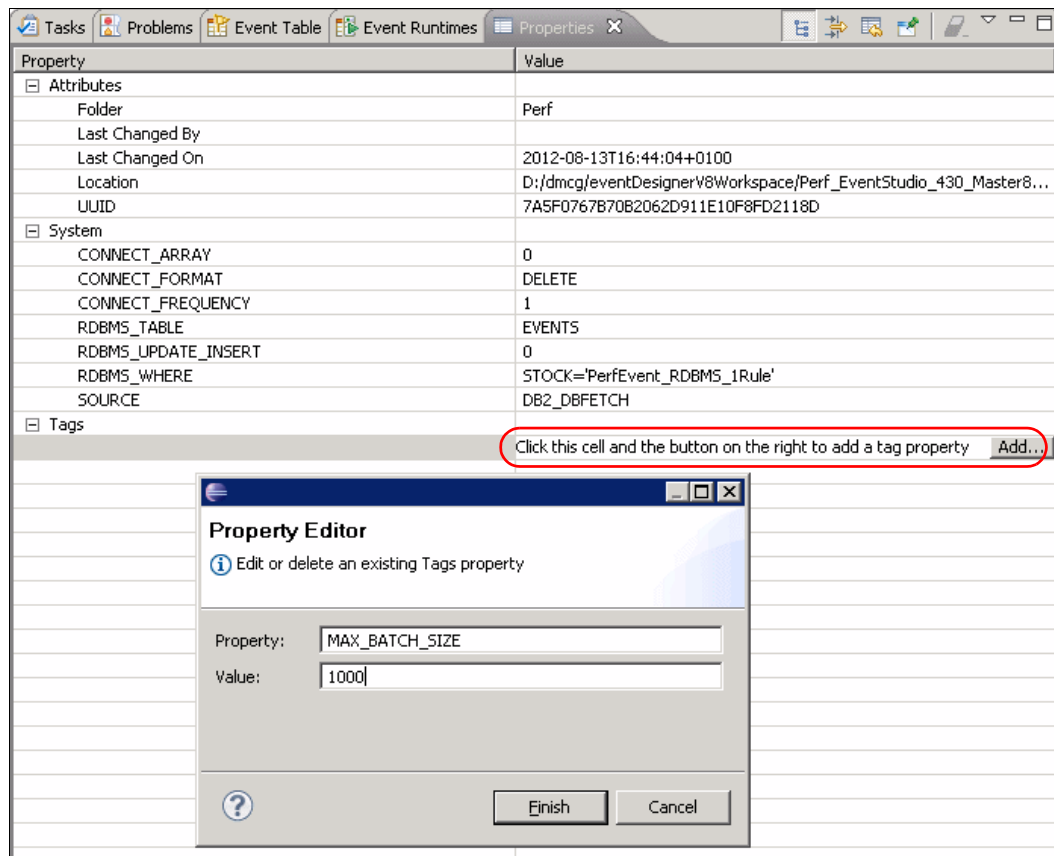 Tasks Problems Event Table Event Runtimes Properties
Property Value
Attributes
Folder Perf
Last Changed By
Last Changed On 2012-08-13T16:44:04+0100
Location D:/dmcg/eventDesignerV8Workspace/Perf_EventStudio_430_Master8...
UUID 7A5F0767B70B2062D911E10F8FD2118D
System
CONNECT_ARRAY 0
CONNECT_FORMAT DELETE
CONNECT_FREQUENCY 1
RDBMS_TABLE EVENTS
RDBMS_UPDATE_INSERT 0
RDBMS_WHERE STOCK='PerfEvent_RDBMS_1Rule'
SOURCE DB2_DBFETCH
Tags
Click this cell and the button on the right to add a tag property Add...
Property Editor
Edit or delete an existing Tags property
Property: MAX_BATCH_SIZE
Value: 1000
Finish Cancel